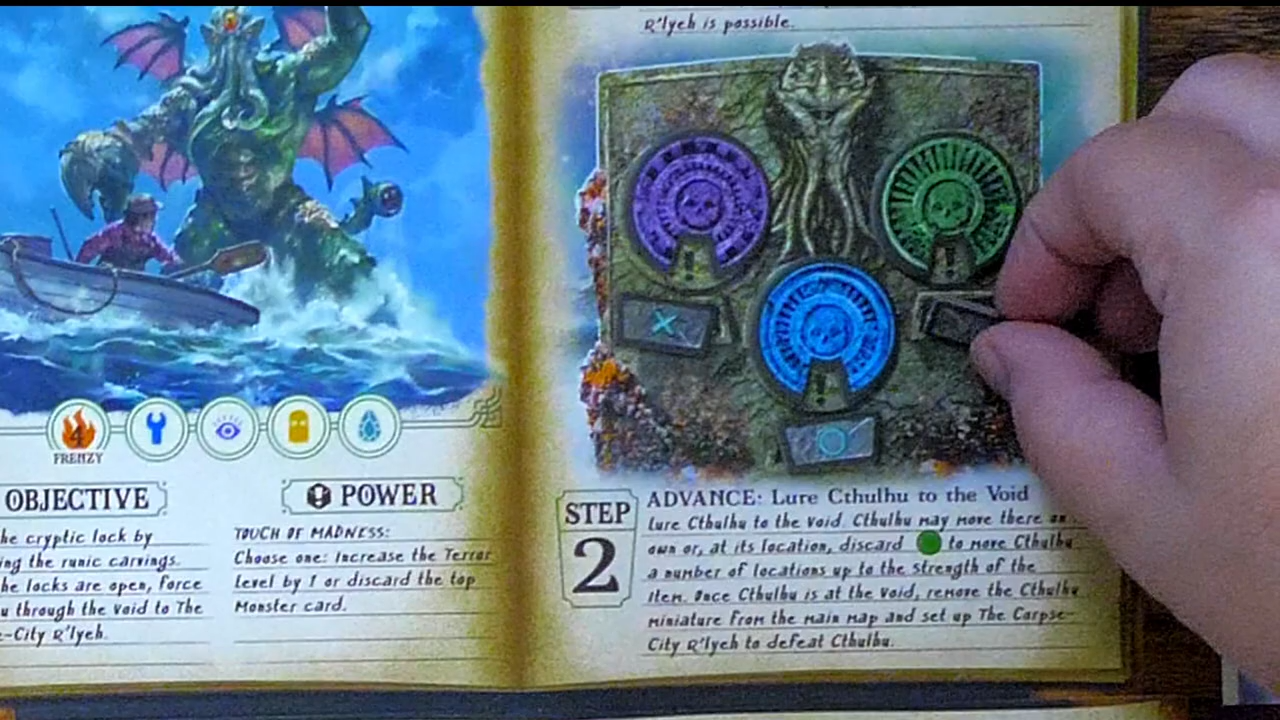 R'lyeh is possible.
4
FRENZY
OBJECTIVE
he cryptic lock by
ing the runic carvings.
he locks are open, force
u through the Void to The
e-City R'lyeh.
POWER
TOUCH OF MADNESS:
Choose one: Increase the Terror
level by 1 or discard the top
Monster card.
STEP
2
ADVANCE: Lure Cthulhu to the Void
Lure Cthulhu to the Void. Cthulhu may move there on
own or, at its location, discard to move Cthulhu
a number of locations up to the strength of the
Item. Once Cthulhu is at the Void, remove the Cthulhu
miniature from the main map and set up The Corpse-
City R'lyeh to defeat Cthulhu.